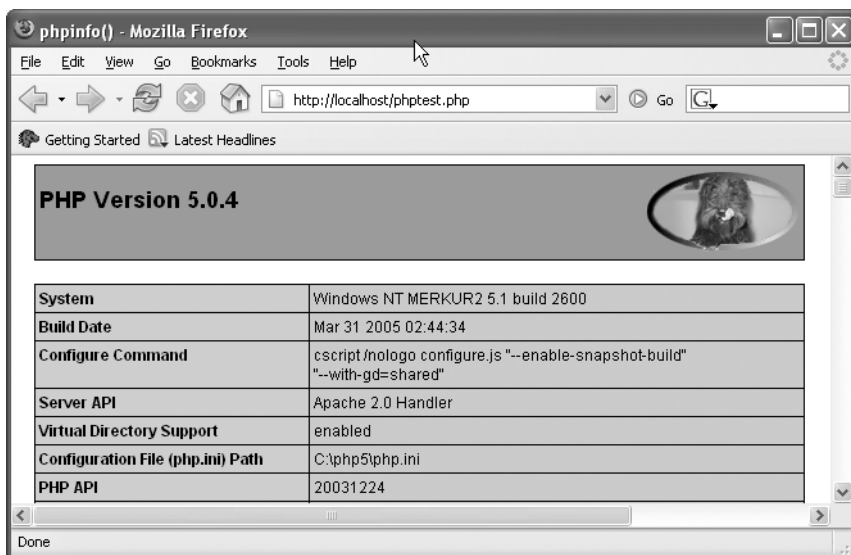 phpinfo() - Mozilla Firefox
File Edit View Go Bookmarks Tools Help
http://localhost/phptest.php Go G
Getting Started Latest Headlines
PHP Version 5.0.4
System Windows NT MERKUR2 5.1 build 2600
Build Date Mar 31 2005 02:44:34
Configure Command cscript /nologo configure.js "--enable-snapshot-build"
"--with-gd=shared"
Server API Apache 2.0 Handler
Virtual Directory Support enabled
Configuration File (php.ini) Path C:\php5\php.ini
PHP API 20031224
Done